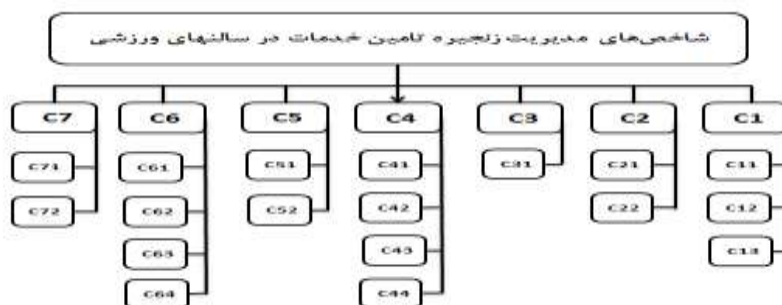 شاخص‌های مدیریت زنجیره تامین خدمات در سالنهای ورزشی
C7 C6 C5 C4 C3 C2 C1
C71 C61 C51 C41 C31 C21 C11
C72 C62 C52 C42 C22 C12
C63 C43 C13
C64 C44